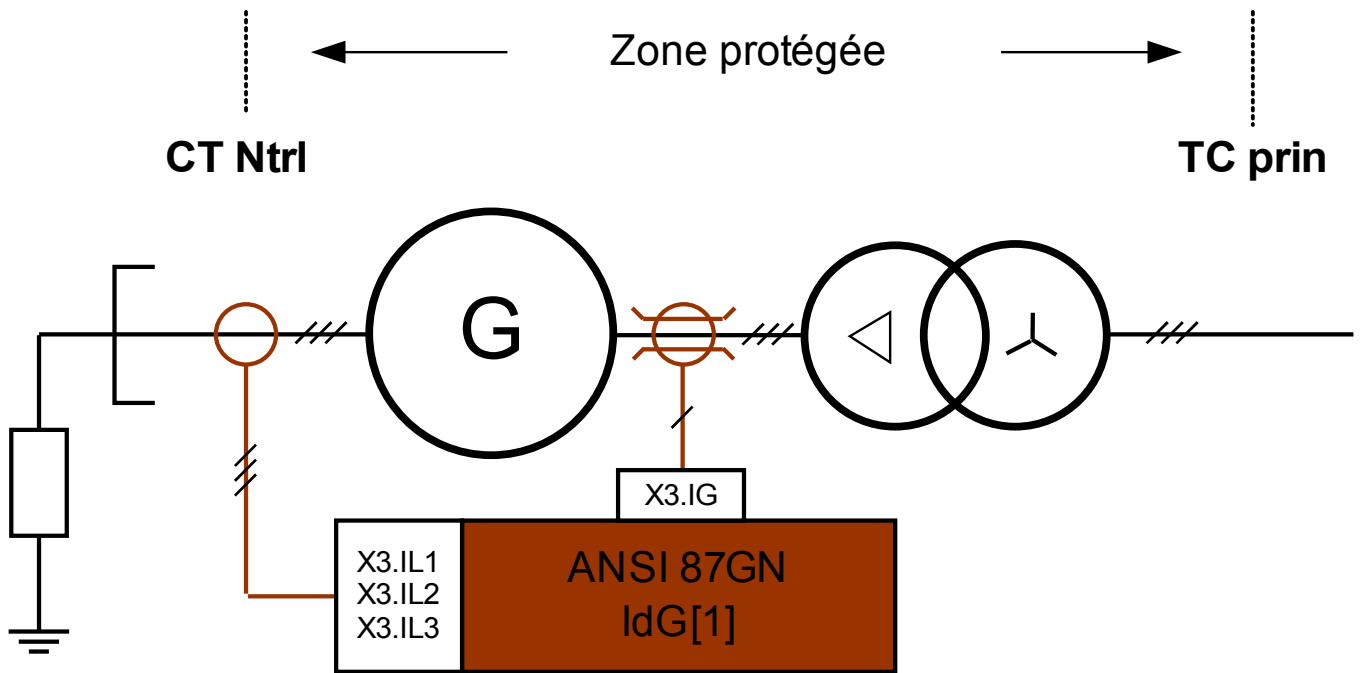 Zone protégée
CT Ntrl
TC prin
G
X3.IG
X3.IL1
X3.IL2
X3.IL3
ANSI 87GN
IdG[1]